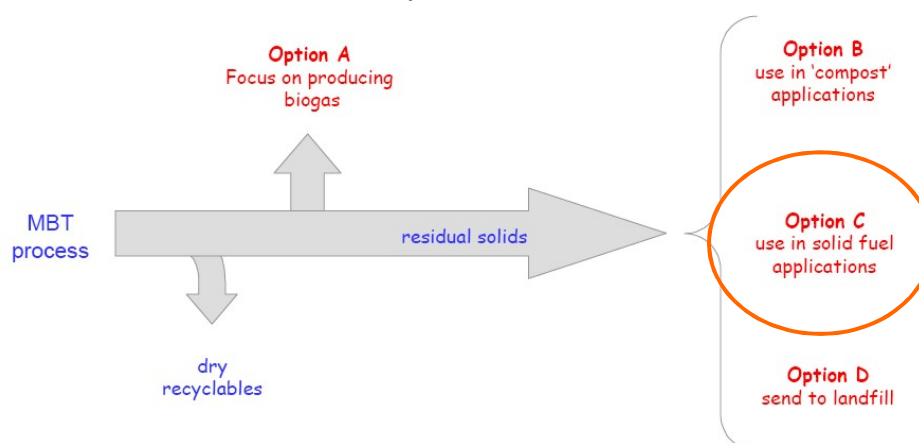 Option A
Focus on producing
biogas
Option B
use in 'compost'
applications
MBT
process
residual solids
Option C
use in solid fuel
applications
dry
recyclables
Option D
send to landfill